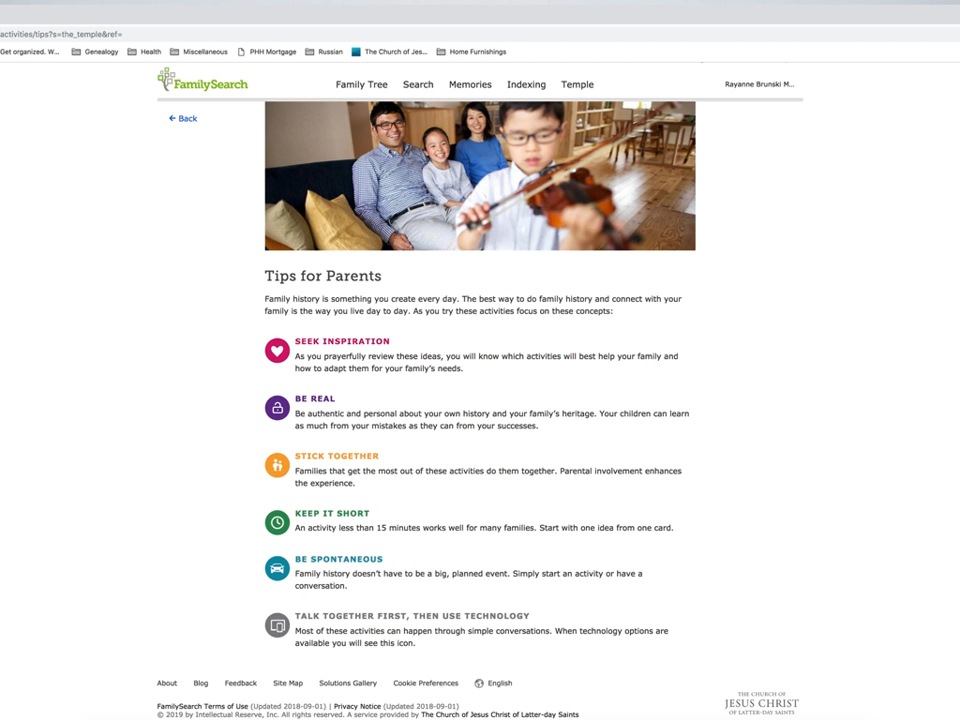 activities/tips?s=the_temple&ref=
Get organized. W... Genealogy Health Miscellaneous PHH Mortgage Russian The Church of Jes... Home Furnishings
FamilySearch Family Tree Search Memories Indexing Temple Rayanne Brunski M...
← Back
Tips for Parents
Family history is something you create every day. The best way to do family history and connect with your
family is the way you live day to day. As you try these activities focus on these concepts:
SEEK INSPIRATION
As you prayerfully review these ideas, you will know which activities will best help your family and
how to adapt them for your family's needs.
BE REAL
Be authentic and personal about your own history and your family's heritage. Your children can learn
as much from your mistakes as they can from your successes.
STICK TOGETHER
Families that get the most out of these activities do them together. Parental involvement enhances
the experience.
KEEP IT SHORT
An activity less than 15 minutes works well for many families. Start with one idea from one card.
BE SPONTANEOUS
Family history doesn't have to be a big, planned event. Simply start an activity or have a
conversation.
TALK TOGETHER FIRST, THEN USE TECHNOLOGY
Most of these activities can happen through simple conversations. When technology options are
available you will see this icon.
About Blog Feedback Site Map Solutions Gallery Cookie Preferences English
FamilySearch Terms of Use (Updated 2018-09-01) | Privacy Notice (Updated 2018-09-01)
© 2019 by Intellectual Reserve, Inc. All rights reserved. A service provided by The Church of Jesus Christ of Latter-day Saints
THE CHURCH OF
JESUS CHRIST
OF LATTER-DAY SAINTS